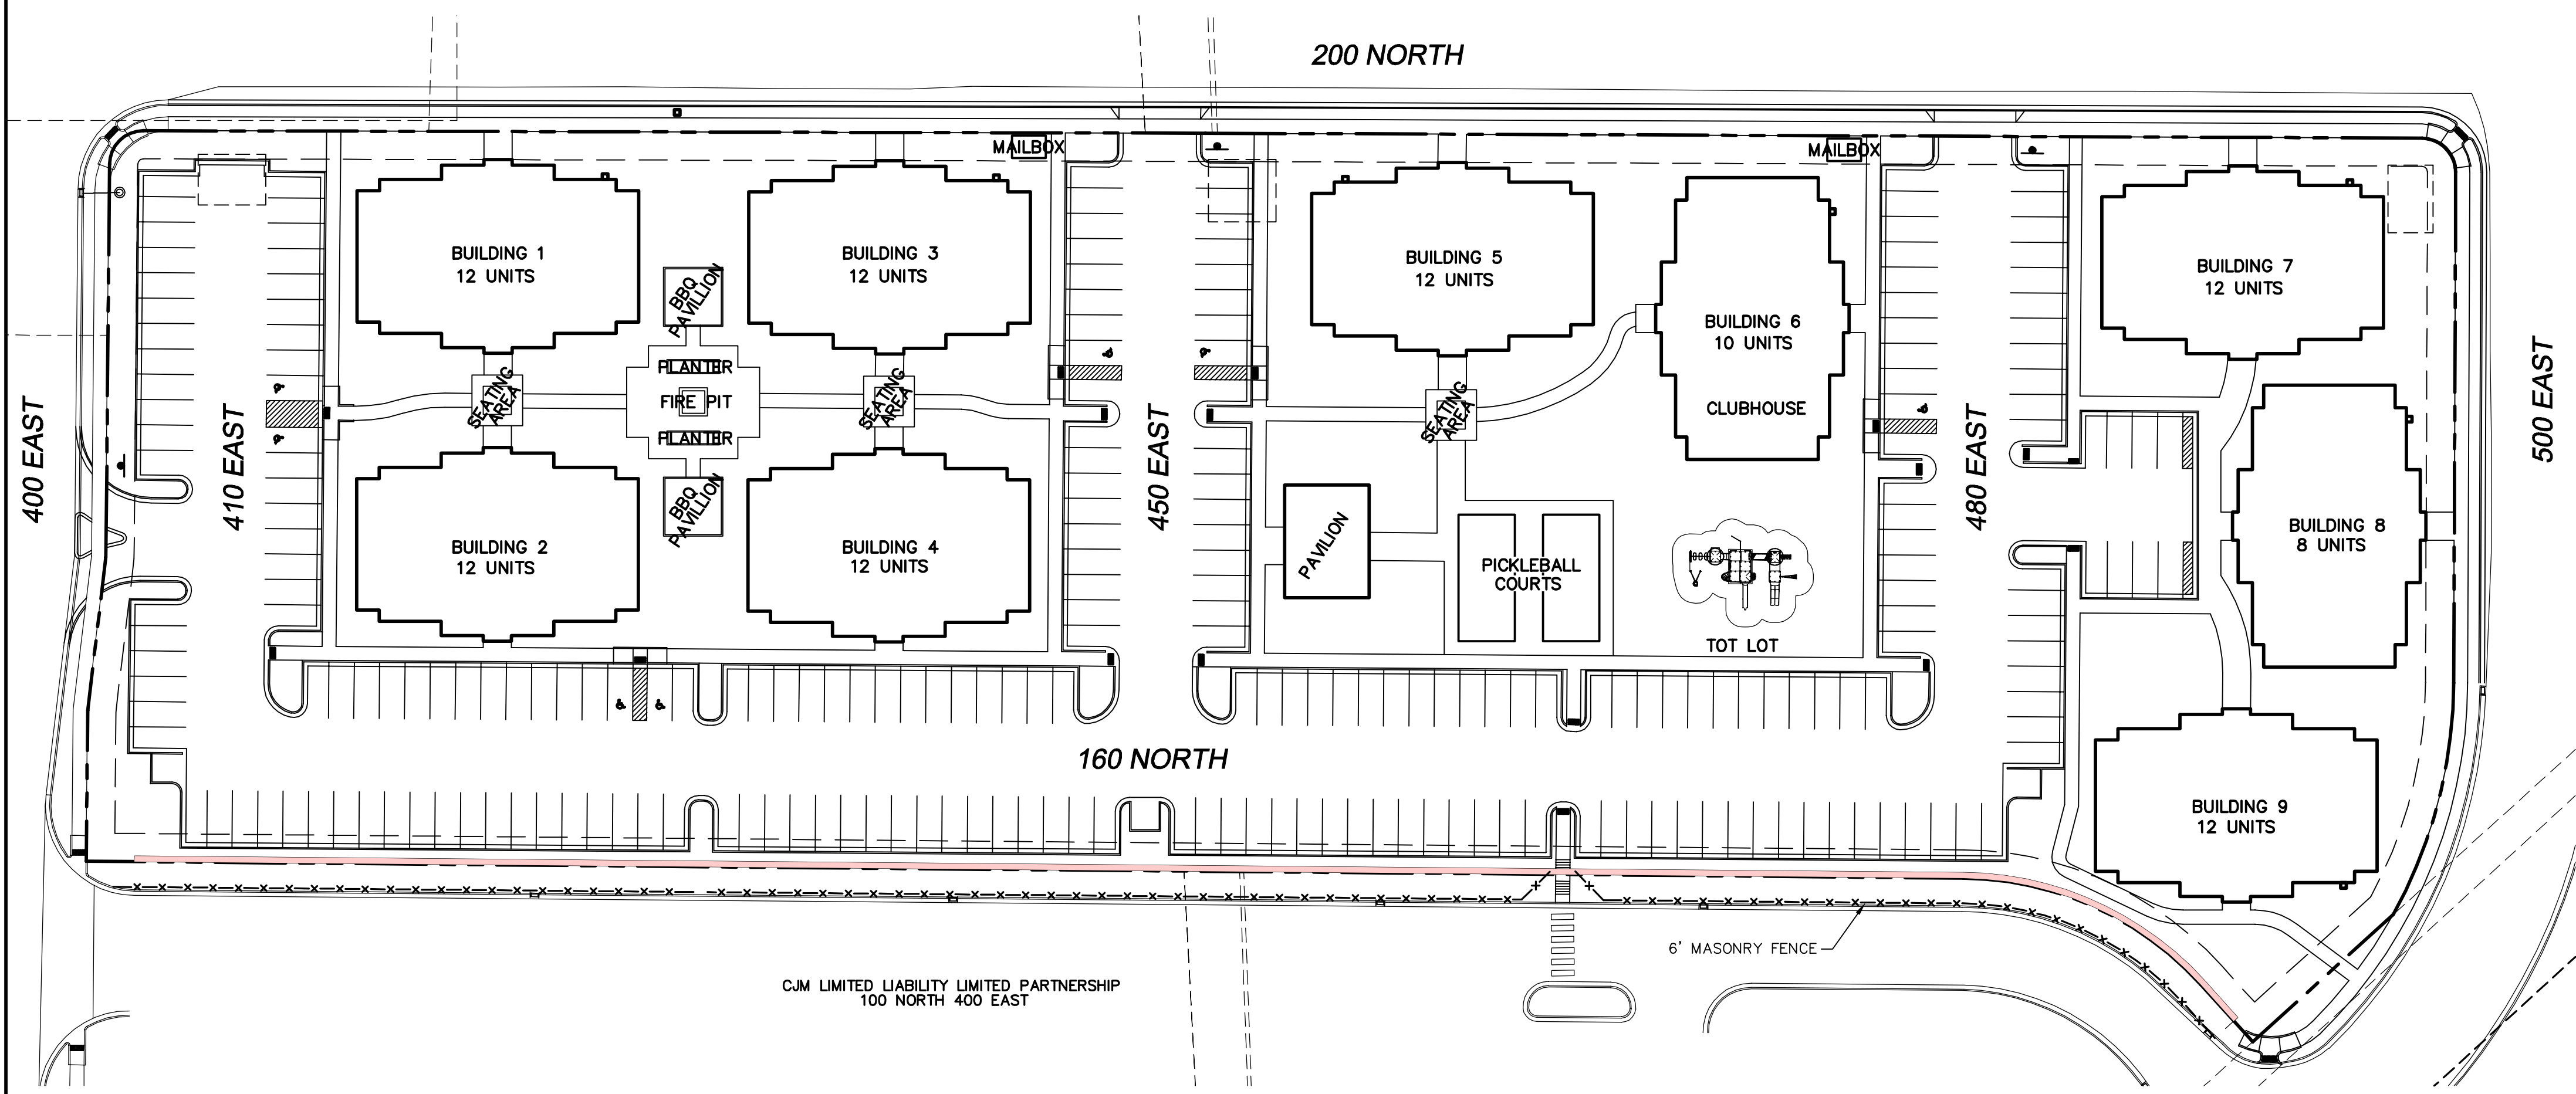 200 NORTH
MAILBOX
MAILBOX
BUILDING 1
12 UNITS
BUILDING 3
12 UNITS
BUILDING 5
12 UNITS
BUILDING 6
10 UNITS
CLUBHOUSE
BUILDING 7
12 UNITS
BBQ
PAVILLION
PLANTER
FIRE PIT
PLANTER
BBQ
PAVILLION
SEATING
AREA
SEATING
AREA
SEATING
AREA
400 EAST
410 EAST
450 EAST
480 EAST
500 EAST
BUILDING 2
12 UNITS
BUILDING 4
12 UNITS
PAVILION
PICKLEBALL
COURTS
TOT LOT
BUILDING 8
8 UNITS
160 NORTH
BUILDING 9
12 UNITS
6' MASONRY FENCE
CJM LIMITED LIABILITY LIMITED PARTNERSHIP
100 NORTH 400 EAST